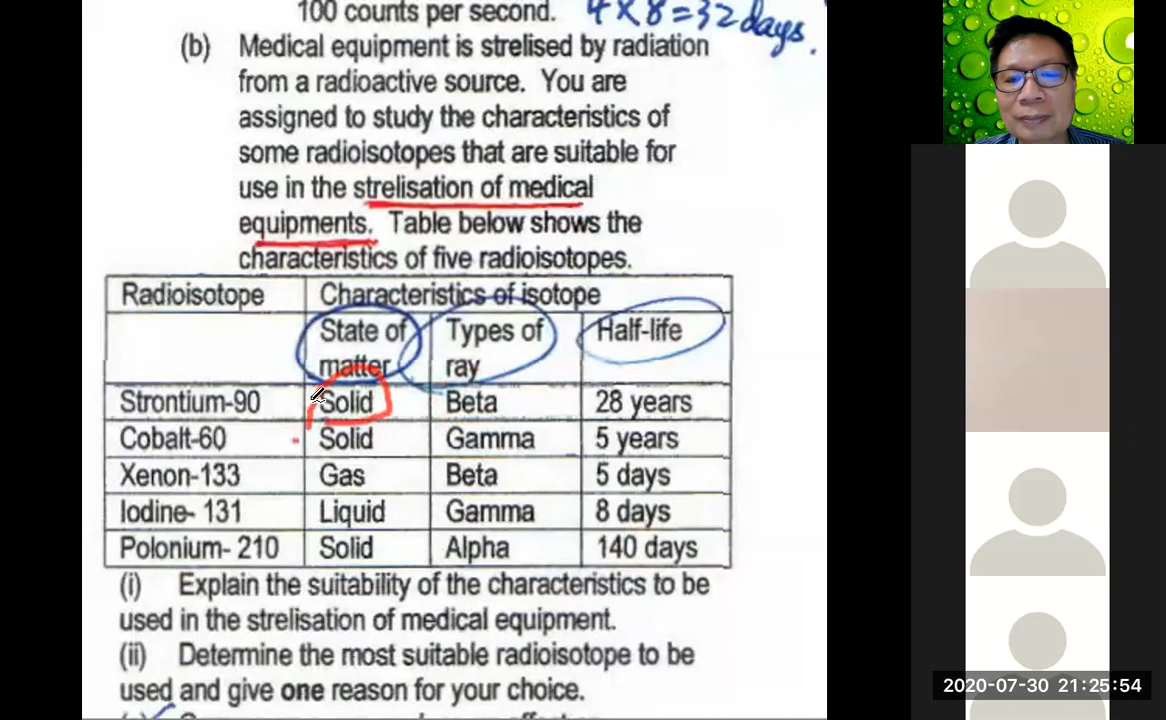 100 counts per second. 4 x 8 = 32 days.
(b) Medical equipment is strelised by radiation
from a radioactive source. You are
assigned to study the characteristics of
some radioisotopes that are suitable for
use in the strelisation of medical
equipments. Table below shows the
characteristics of five radioisotopes.
Radioisotope Characteristics of isotope
State of matter Types of ray Half-life
Strontium-90 Solid Beta 28 years
Cobalt-60 Solid Gamma 5 years
Xenon-133 Gas Beta 5 days
Iodine- 131 Liquid Gamma 8 days
Polonium- 210 Solid Alpha 140 days
(i) Explain the suitability of the characteristics to be
used in the strelisation of medical equipment.
(ii) Determine the most suitable radioisotope to be
used and give one reason for your choice.
2020-07-30 21:25:54